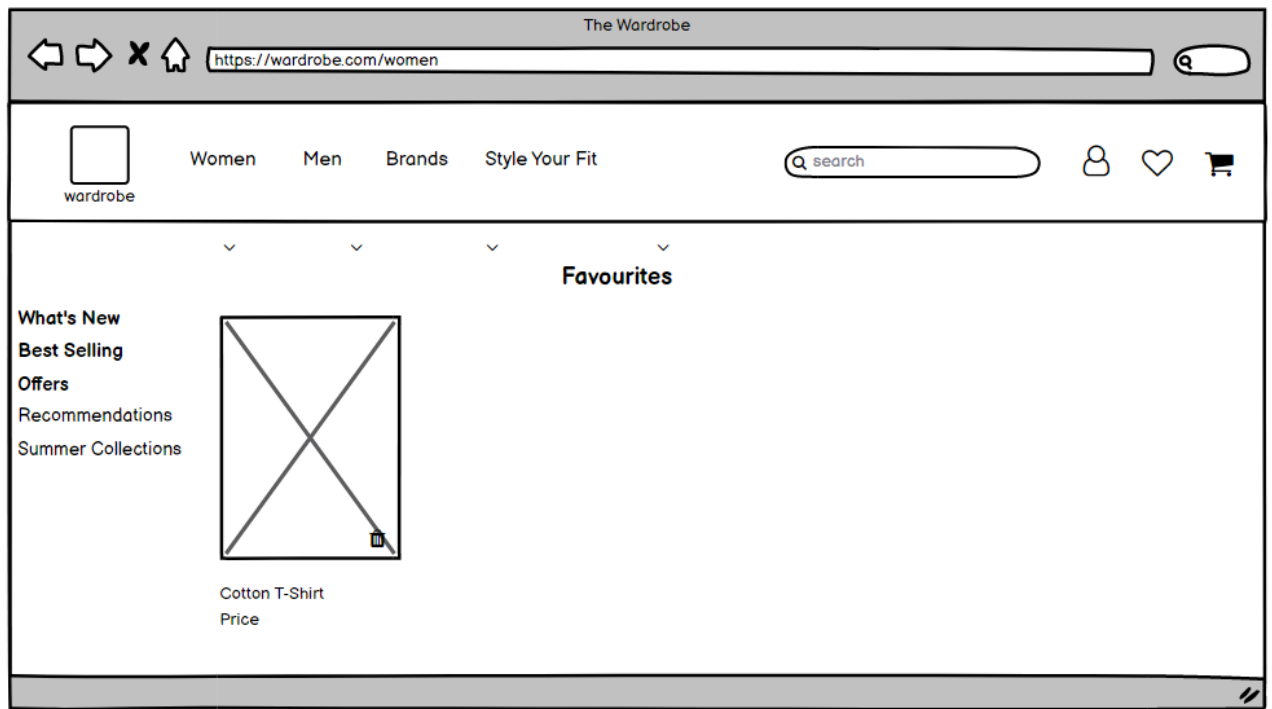 The Wardrobe
https://wardrobe.com/women
wardrobe
Women Men Brands Style Your Fit search
Favourites
What's New
Best Selling
Offers
Recommendations
Summer Collections
Cotton T-Shirt
Price